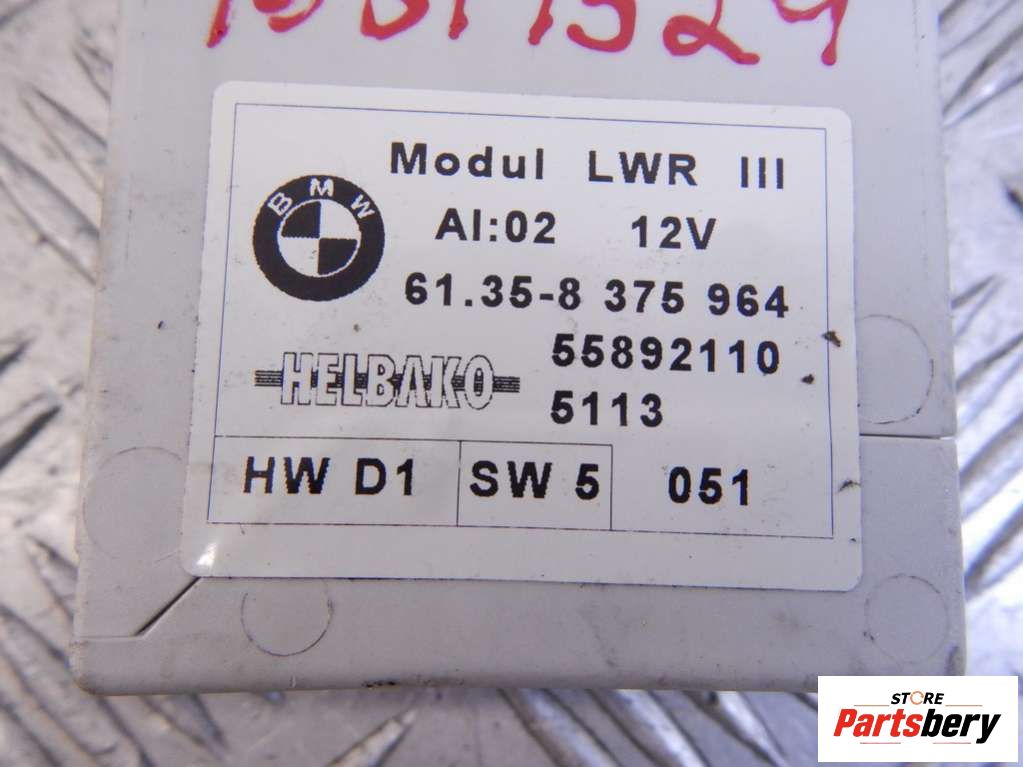 Modul LWR III
BMW
AI:02 12V
61.35-8 375 964
55892110
HELBAKO
5113
HW D1 SW 5 051
STORE
Partsbery